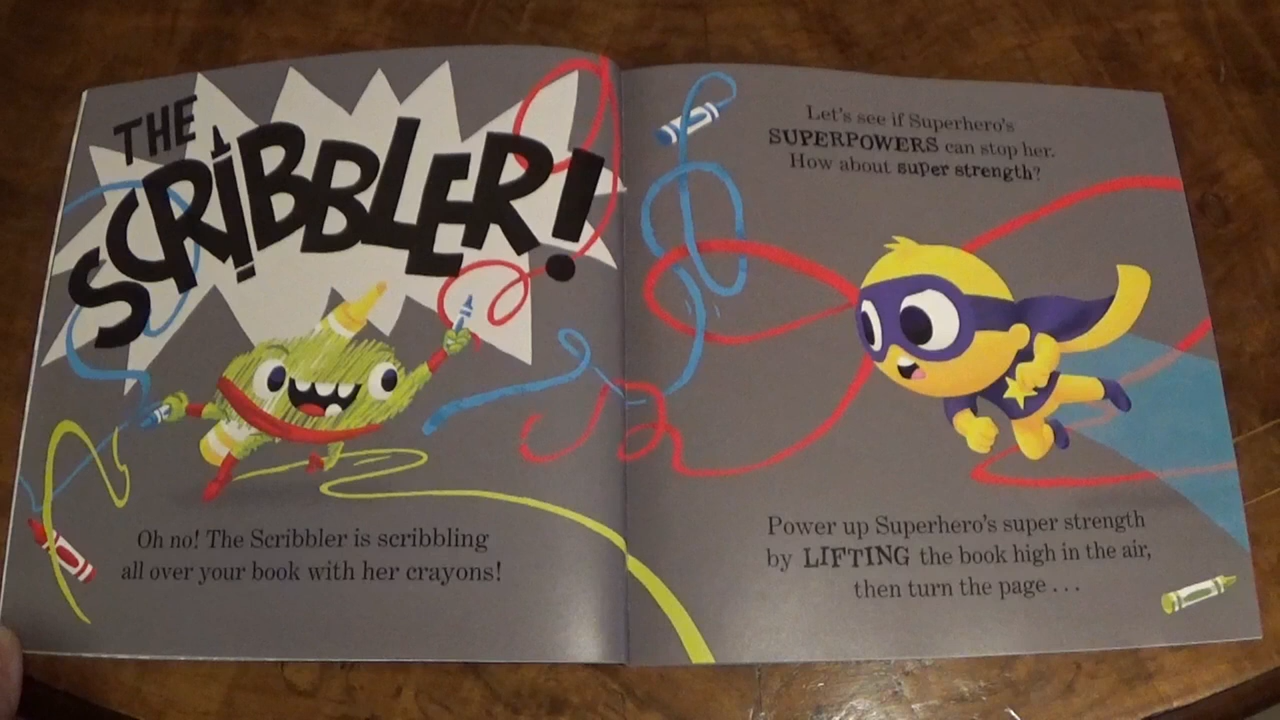 THE
SCRIBBLER!
Oh no! The Scribbler is scribbling
all over your book with her crayons!
Let's see if Superhero's
SUPERPOWERS can stop her.
How about super strength?
Power up Superhero's super strength
by LIFTING the book high in the air,
then turn the page...